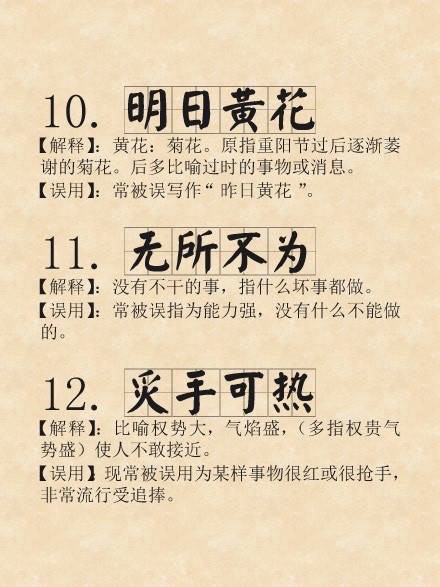 10. 明日黄花
【解释】：黄花：菊花。原指重阳节过后逐渐萎
谢的菊花。后多比喻过时的事物或消息。
【误用】：常被误写作“昨日黄花”。
11. 无所不为
【解释】：没有不干的事，指什么坏事都做。
【误用】：常被误指为能力强，没有什么不能做
的。
12. 炙手可热
【解释】：比喻权势大，气焰盛，（多指权贵气
势盛）使人不敢接近。
【误用】：现常被误用为某样事物很红或很抢手，
非常流行受追捧。